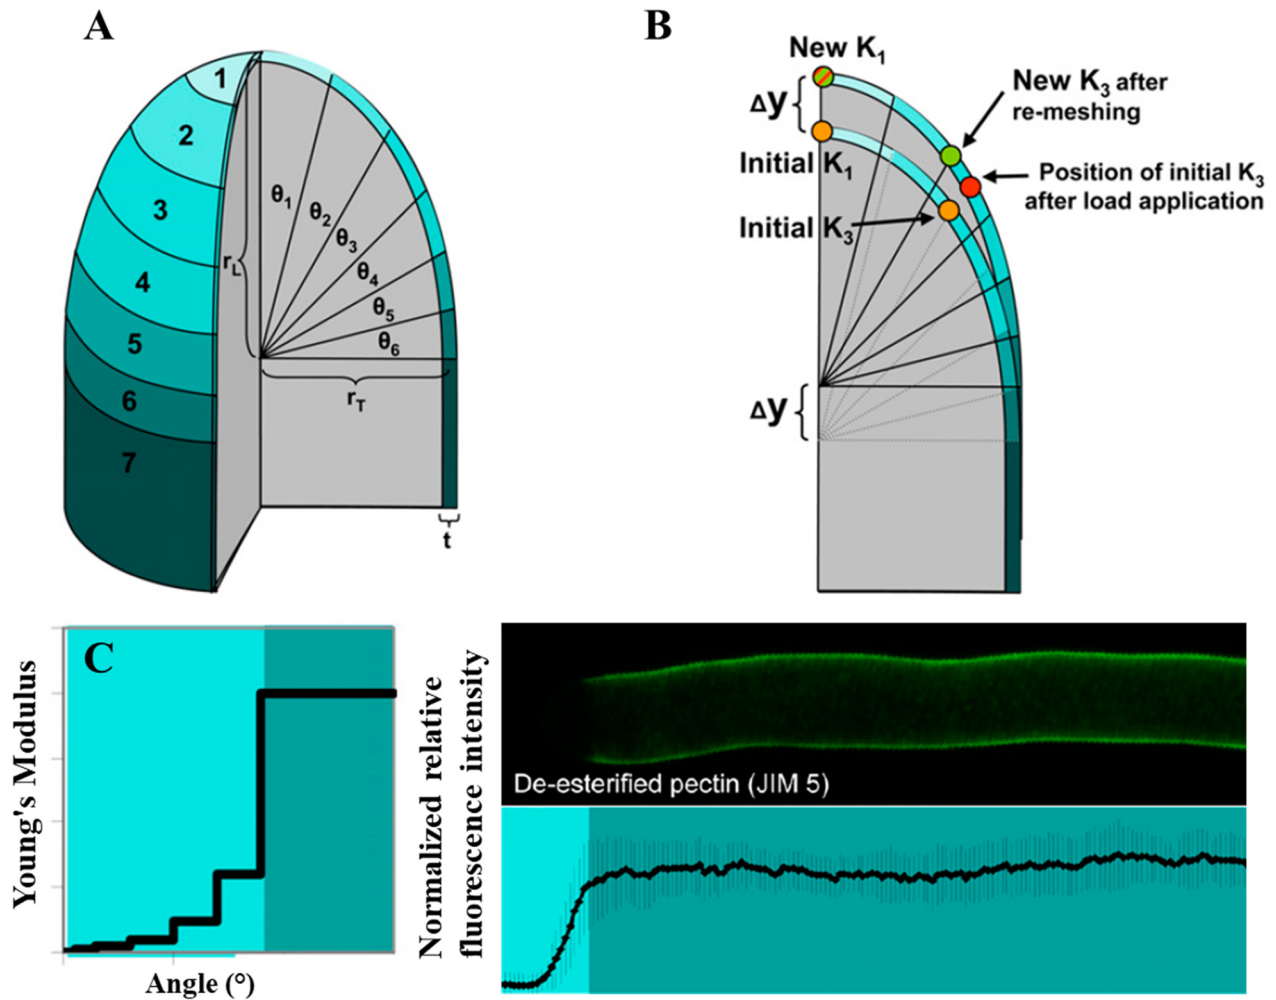 A
1
2
3
4
5
6
7
θ1
θ2
θ3
θ4
θ5
θ6
rL
rT
t
B
New K1
Δy
Initial K1
Initial K3
New K3 after
re-meshing
Position of initial K3
after load application
Δy
C
Young's Modulus
Angle (°)
Normalized relative
fluorescence intensity
De-esterified pectin (JIM 5)